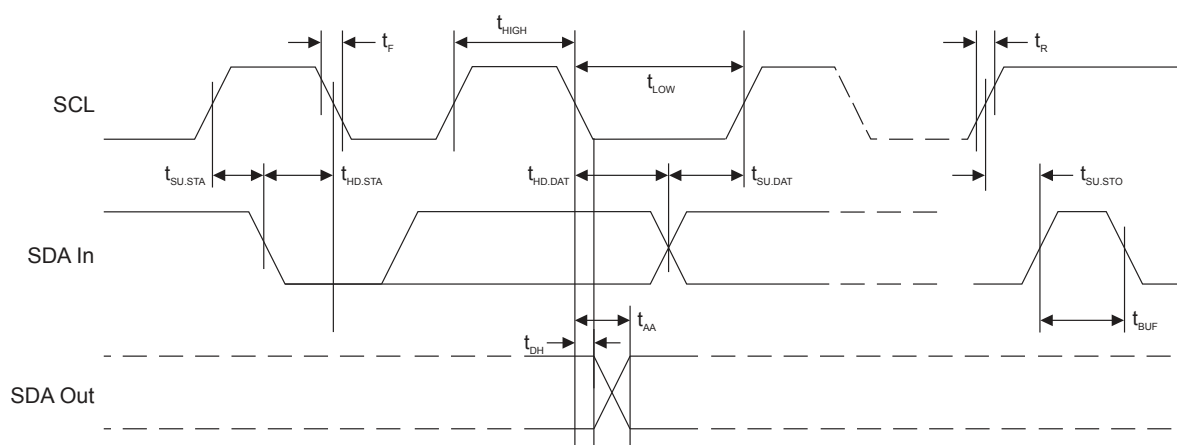 t_HIGH
t_F
t_R
t_LOW
SCL
t_SU.STA
t_HD.STA
t_HD.DAT
t_SU.DAT
t_SU.STO
SDA In
t_AA
t_BUF
t_DH
SDA Out